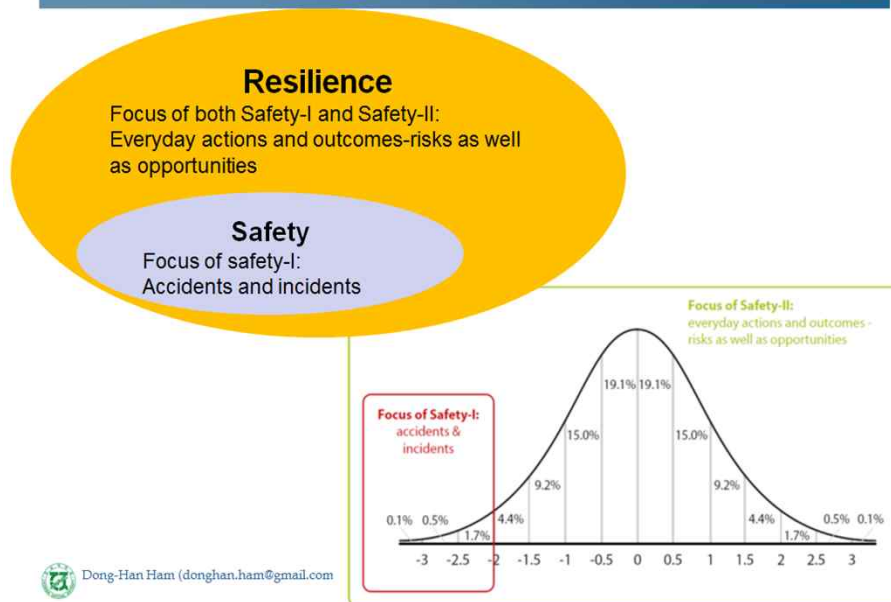 Resilience
Focus of both Safety-I and Safety-II:
Everyday actions and outcomes-risks as well
as opportunities
Safety
Focus of safety-I:
Accidents and incidents
Focus of Safety-II:
everyday actions and outcomes -
risks as well as opportunities
Focus of Safety-I:
accidents &
incidents
19.1% 19.1%
15.0% 15.0%
9.2% 9.2%
0.1% 0.5% 4.4% 4.4% 0.5% 0.1%
1.7% 1.7%
-3 -2.5 -2 -1.5 -1 -0.5 0 0.5 1 1.5 2 2.5 3
Dong-Han Ham (donghan.ham@gmail.com